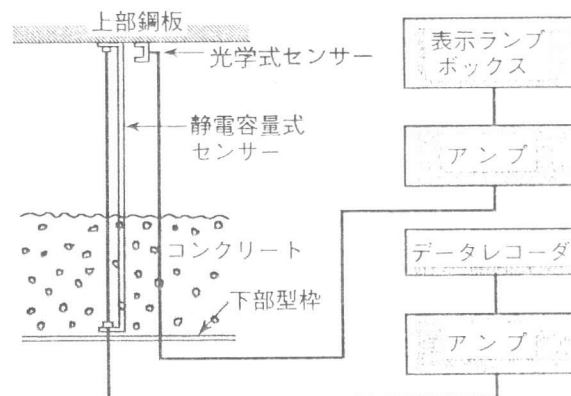 上部鋼板
光学式センサー
静電容量式
センサー
コンクリート
下部型枠
表示ランプ
ボックス
アンプ
データレコーダ
アンプ